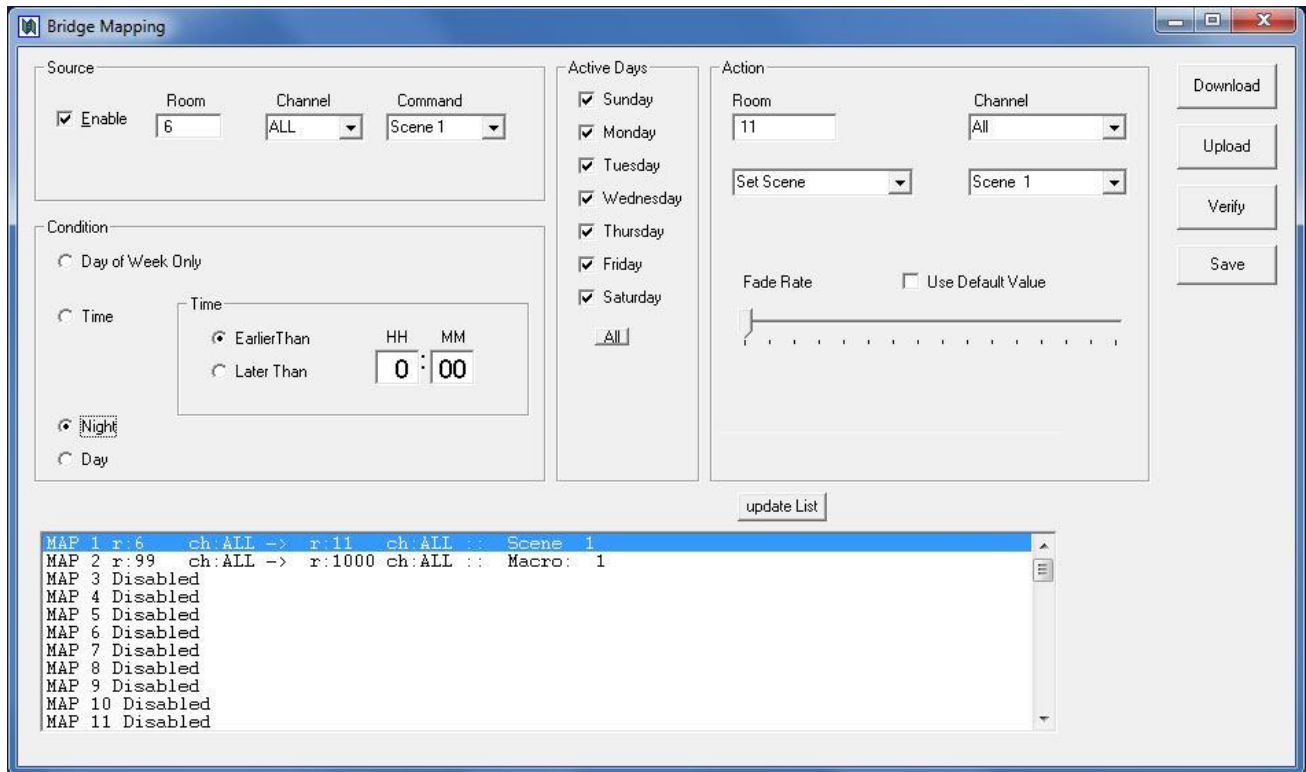 Bridge Mapping
Source
Enable
Room
6
Channel
ALL
Command
Scene 1
Condition
Day of Week Only
Time
Time
EarlierThan
Later Than
HH MM
0 : 00
Night
Day
Active Days
Sunday
Monday
Tuesday
Wednesday
Thursday
Friday
Saturday
All
Action
Room
11
Channel
All
Set Scene
Scene 1
Fade Rate
Use Default Value
Download
Upload
Verify
Save
update List
MAP 1 r:6 ch:ALL -> r:11 ch:ALL :: Scene 1
MAP 2 r:99 ch:ALL -> r:1000 ch:ALL :: Macro: 1
MAP 3 Disabled
MAP 4 Disabled
MAP 5 Disabled
MAP 6 Disabled
MAP 7 Disabled
MAP 8 Disabled
MAP 9 Disabled
MAP 10 Disabled
MAP 11 Disabled